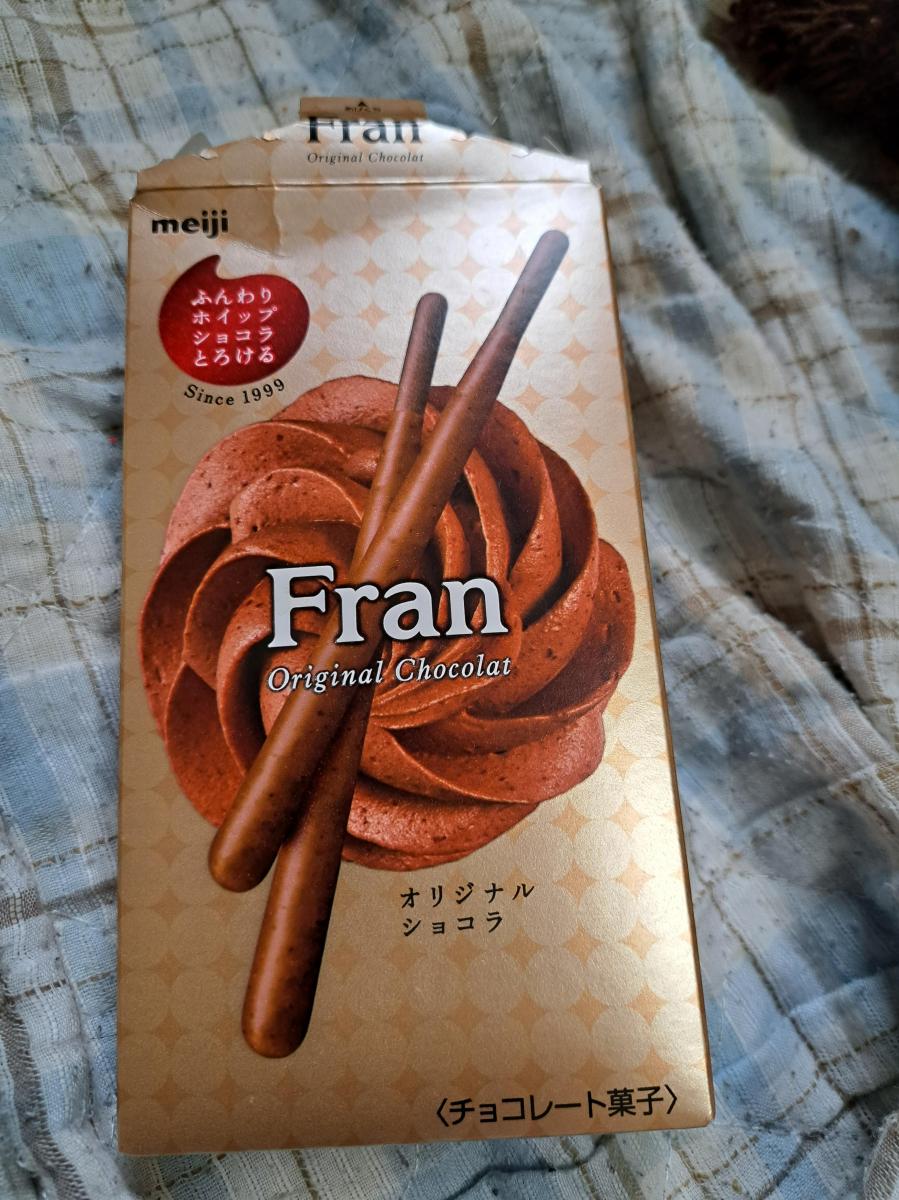 Fran
Original Chocolat
meiji
ふんわり
ホイップ
ショコラ
とろける
Since 1999
Fran
Original Chocolat
オリジナル
ショコラ
〈チョコレート菓子〉